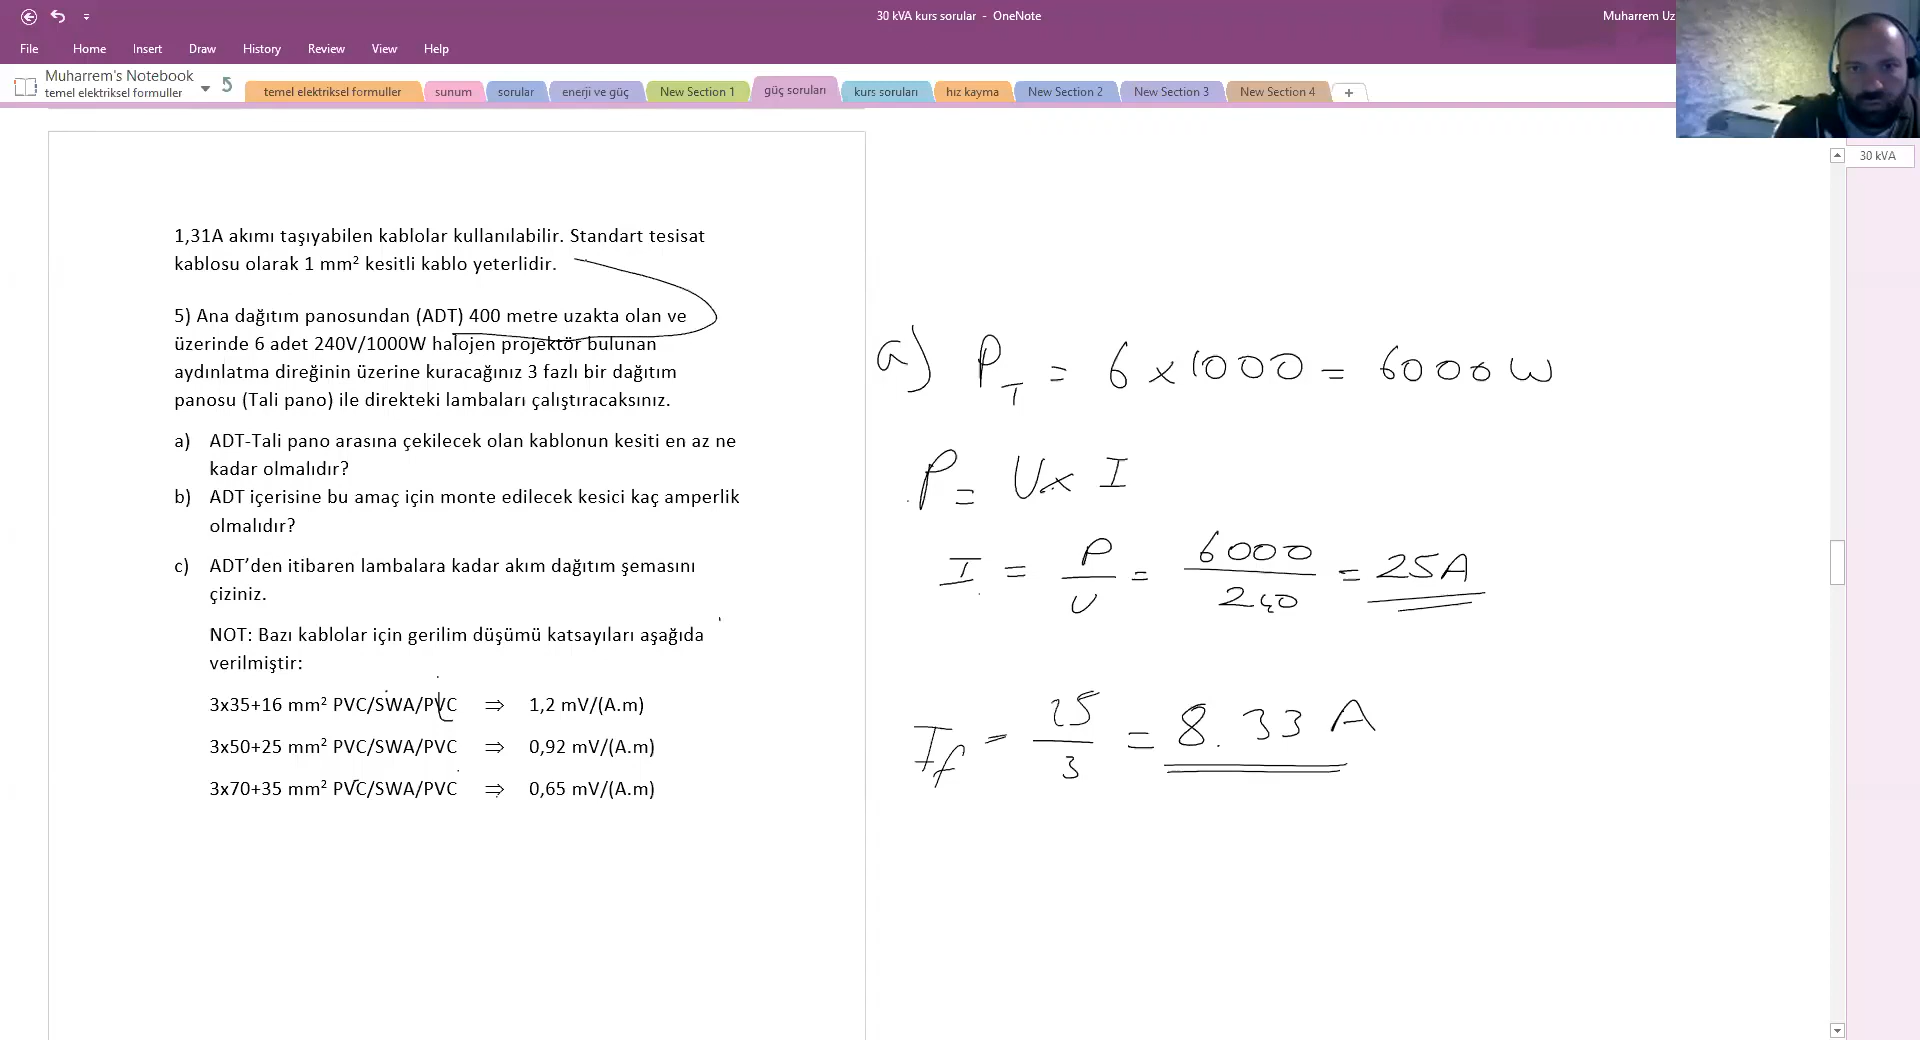 30 kVA kurs sorular - OneNote
Muharrem Uz
File Home Insert Draw History Review View Help
Muharrem's Notebook
temel elektriksel formuller
temel elektriksel formuller sunum sorular enerji ve güç New Section 1 güç soruları kurs soruları hız kayma New Section 2 New Section 3 New Section 4 +
30 kVA
1,31A akımı taşıyabilen kablolar kullanılabilir. Standart tesisat
kablosu olarak 1 mm² kesitli kablo yeterlidir.
5) Ana dağıtım panosundan (ADT) 400 metre uzakta olan ve
üzerinde 6 adet 240V/1000W halojen projektör bulunan
aydınlatma direğinin üzerine kuracağınız 3 fazlı bir dağıtım
panosu (Tali pano) ile direkteki lambaları çalıştıracaksınız.
a) ADT-Tali pano arasına çekilecek olan kablonun kesiti en az ne
kadar olmalıdır?
b) ADT içerisine bu amaç için monte edilecek kesici kaç amperlik
olmalıdır?
c) ADT’den itibaren lambalara kadar akım dağıtım şemasını
çiziniz.
NOT: Bazı kablolar için gerilim düşümü katsayıları aşağıda
verilmiştir:
3x35+16 mm² PVC/SWA/PVC ⇒ 1,2 mV/(A.m)
3x50+25 mm² PVC/SWA/PVC ⇒ 0,92 mV/(A.m)
3x70+35 mm² PVC/SWA/PVC ⇒ 0,65 mV/(A.m)
a) P_T = 6 x 1000 = 6000 W
P = U x I
I = P/U = 6000/240 = 25A
I_f = 25/3 = 8.33 A